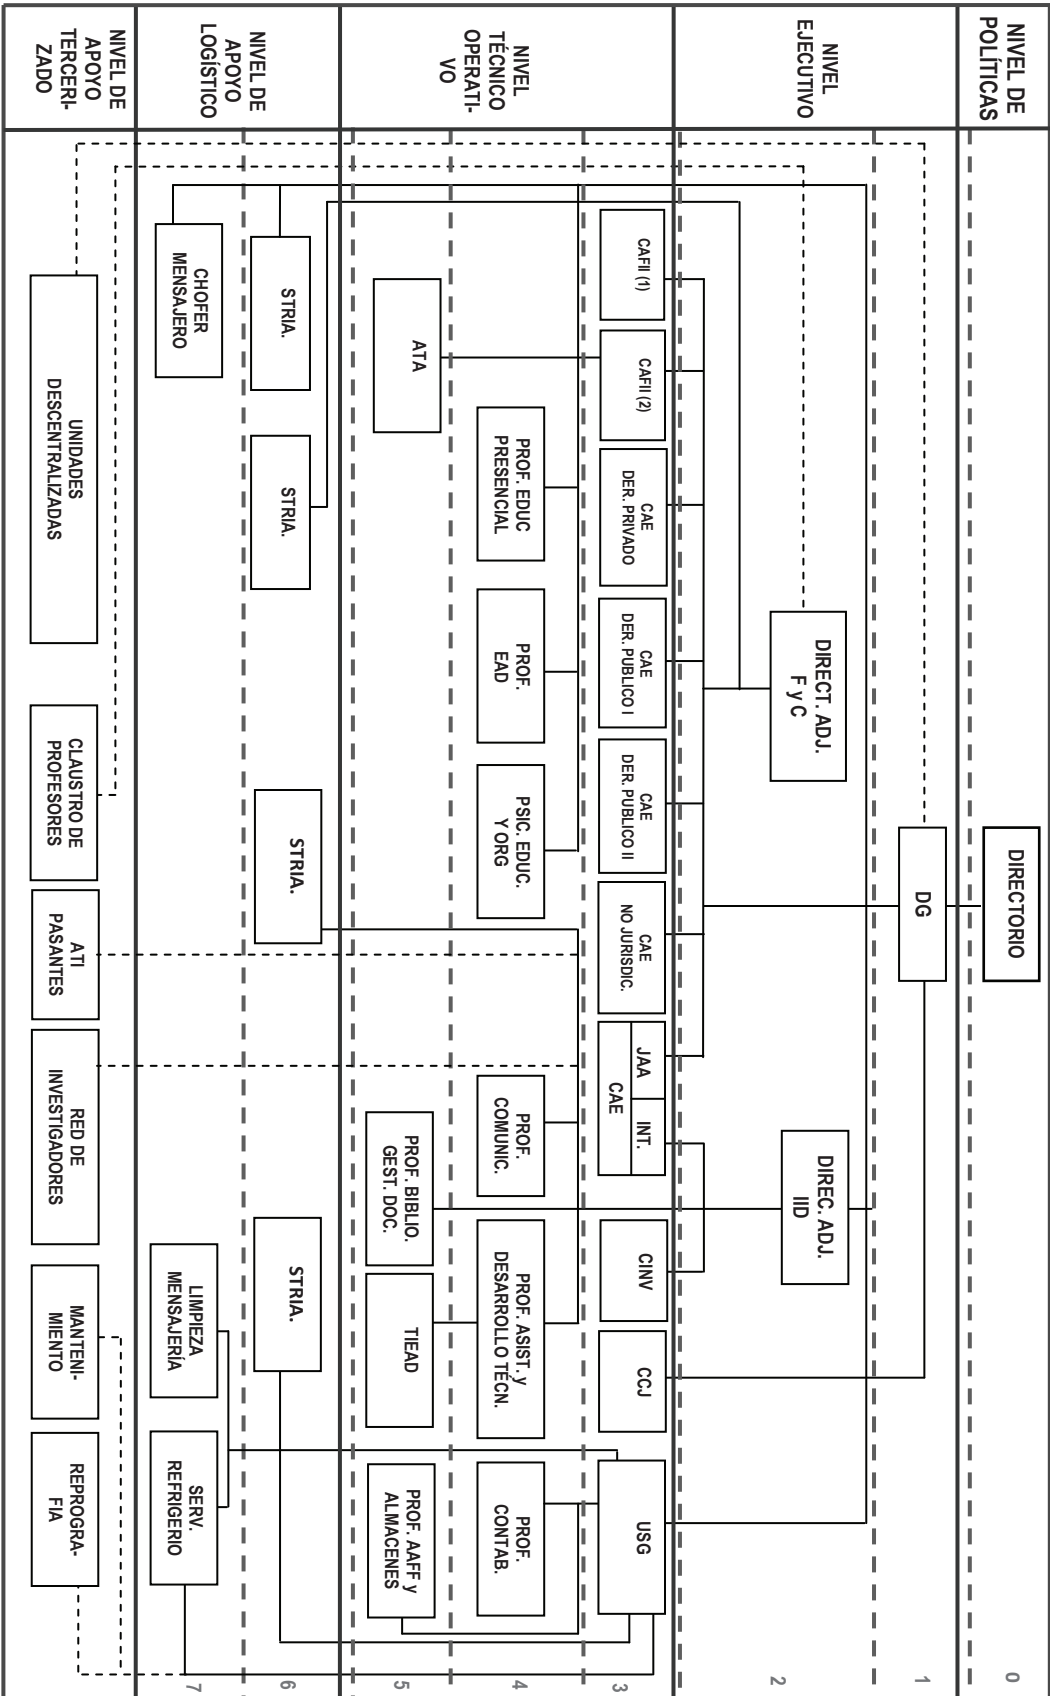 NIVEL DE
POLÍTICAS
DIRECTORIO
0
NIVEL
EJECUTIVO
DG
1
DIRECT. ADJ.
F y C
DIREC. ADJ.
IID
2
NIVEL
TÉCNICO
OPERATI-
VO
CAFII (1)
CAFII (2)
CAE
DER. PRIVADO
CAE
DER. PUBLICO I
CAE
DER. PUBLICO II
CAE
NO JURISDIC.
JAA
INT.
CAE
CINV
CCJ
USG
3
PROF. EDUC
PRESENCIAL
PROF.
EAD
PSIC. EDUC.
Y ORG
PROF.
COMUNIC.
PROF. ASIST. y
DESARROLLO TÉCN.
PROF.
CONTAB.
4
ATA
PROF. BIBLIO.
GEST. DOC.
TIEAD
PROF. AAFF y
ALMACENES
5
NIVEL DE
APOYO
LOGÍSTICO
STRIA.
STRIA.
STRIA.
STRIA.
6
CHOFER
MENSAJERO
LIMPIEZA
MENSAJERÍA
SERV.
REFRIGERIO
7
NIVEL DE
APOYO
TERCERI-
ZADO
UNIDADES
DESCENTRALIZADAS
CLAUSTRO DE
PROFESORES
ATI
PASANTES
RED DE
INVESTIGADORES
MANTENI-
MIENTO
REPROGRA-
FIA